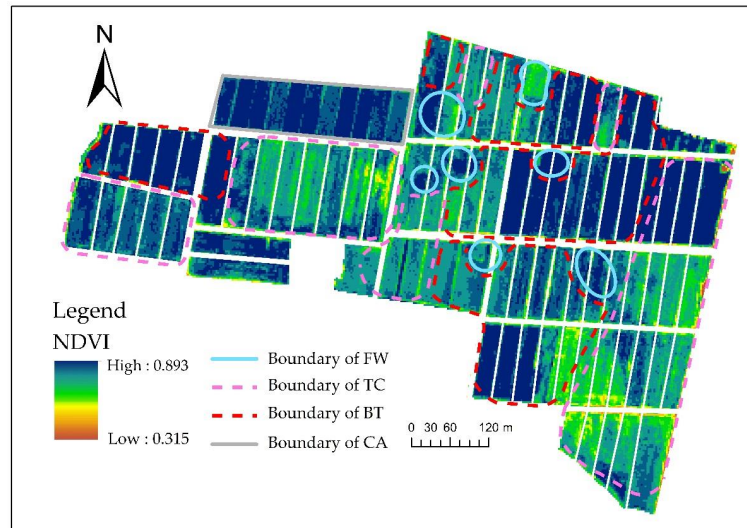 N
Legend
NDVI
High : 0.893
Low : 0.315
Boundary of FW
Boundary of TC
Boundary of BT
Boundary of CA
0 30 60 120 m